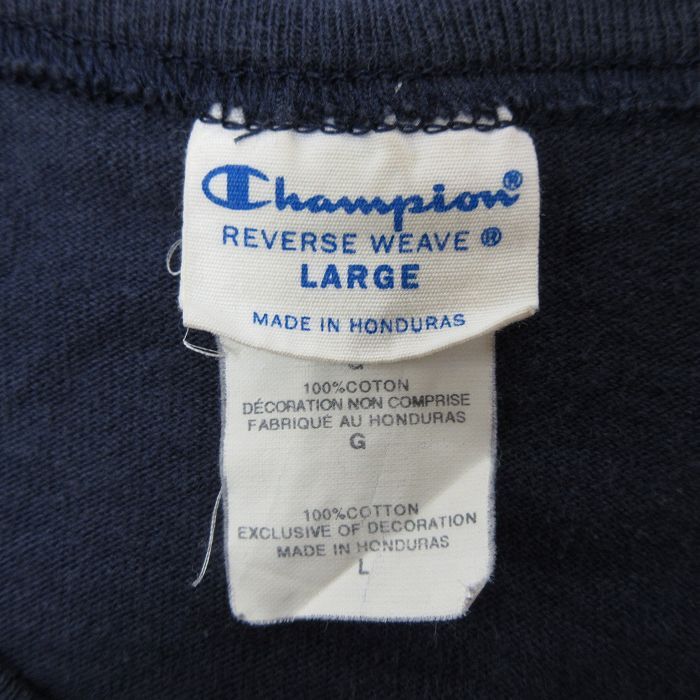 Champion®
REVERSE WEAVE ®
LARGE
MADE IN HONDURAS
100%COTON
DÉCORATION NON COMPRISE
FABRIQUÉ AU HONDURAS
G
100%COTTON
EXCLUSIVE OF DECORATION
MADE IN HONDURAS
L